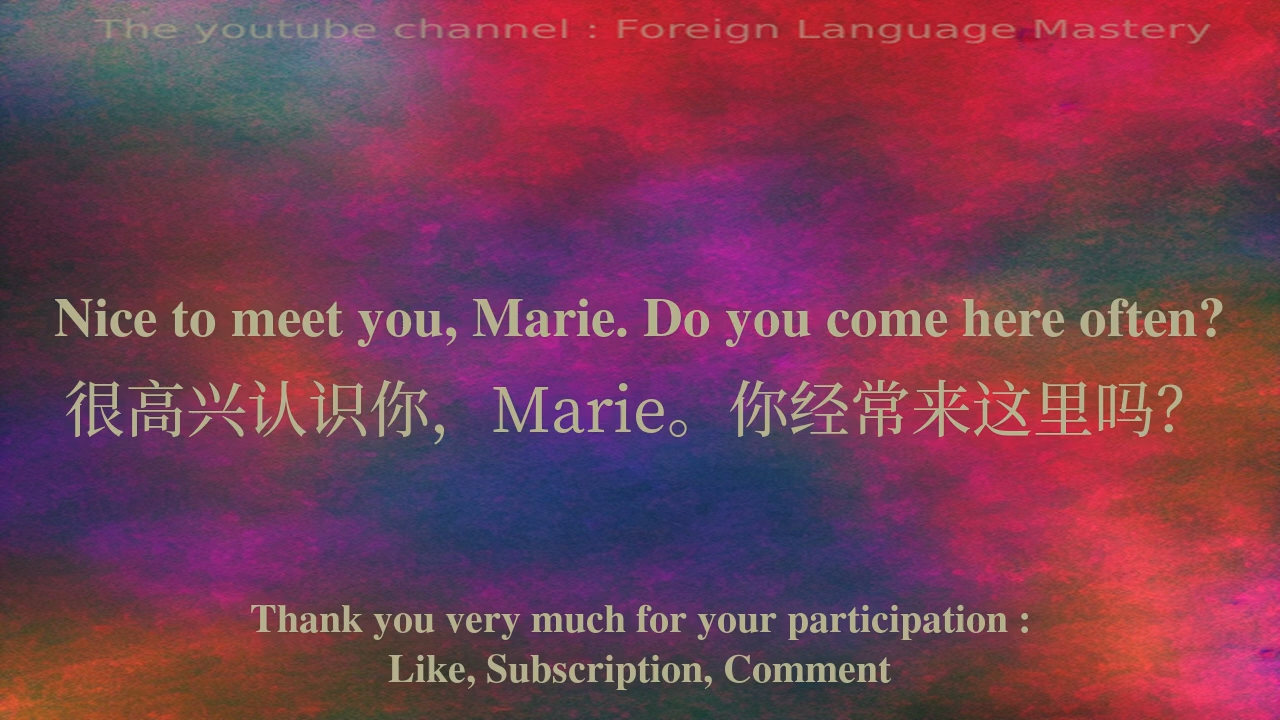 The youtube channel : Foreign Language Mastery
Nice to meet you, Marie. Do you come here often?
很高兴认识你，Marie。你经常来这里吗？
Thank you very much for your participation :
Like, Subscription, Comment